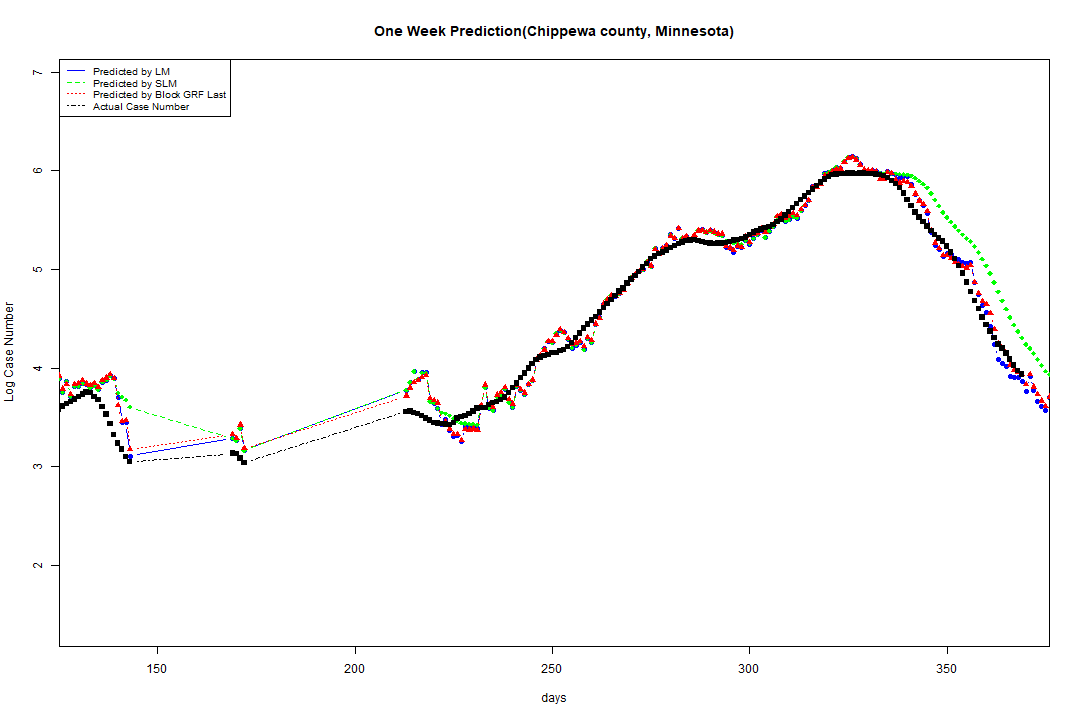 One Week Prediction(Chippewa county, Minnesota)
Predicted by LM
Predicted by SLM
Predicted by Block GRF Last
Actual Case Number
7
6
5
4
3
2
Log Case Number
150
200
250
300
350
days